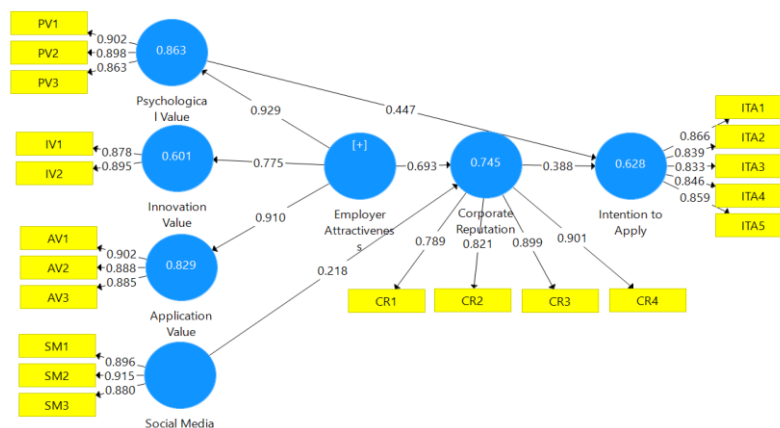 PV1
PV2
PV3
0.902
0.898
0.863
0.863
Psychologica
l Value
0.447
0.929
IV1
IV2
0.878
0.895
0.601
Innovation
Value
0.775
[+]
Employer
Attractivenes
s
0.693
0.745
Corporate
Reputation
0.388
0.628
Intention to
Apply
0.866
0.839
0.833
0.846
0.859
ITA1
ITA2
ITA3
ITA4
ITA5
0.910
AV1
AV2
AV3
0.902
0.888
0.885
0.829
Application
Value
0.218
0.789
0.821
0.899
0.901
CR1
CR2
CR3
CR4
SM1
SM2
SM3
0.896
0.915
0.880
Social Media